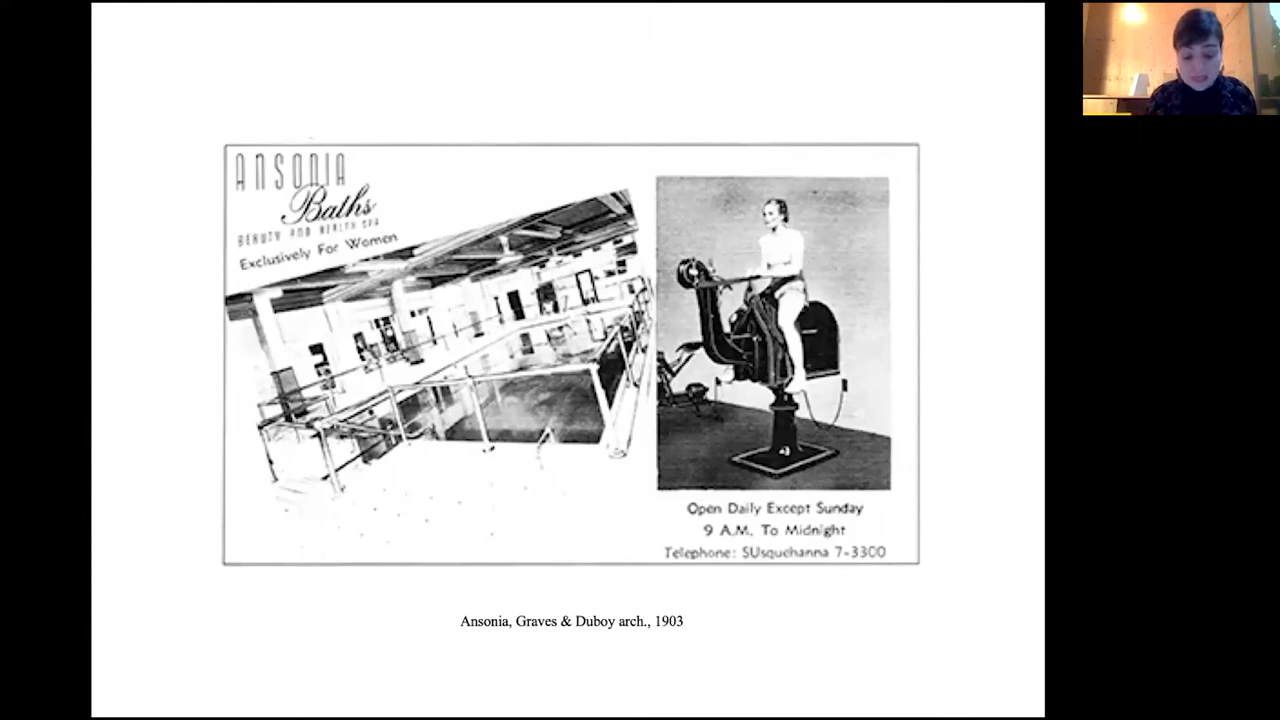 ANSONIA
Baths
BEAUTY AND HEALTH SPA
Exclusively For Women
Open Daily Except Sunday
9 A.M. To Midnight
Telephone: SUsquehanna 7-3300
Ansonia, Graves & Duboy arch., 1903